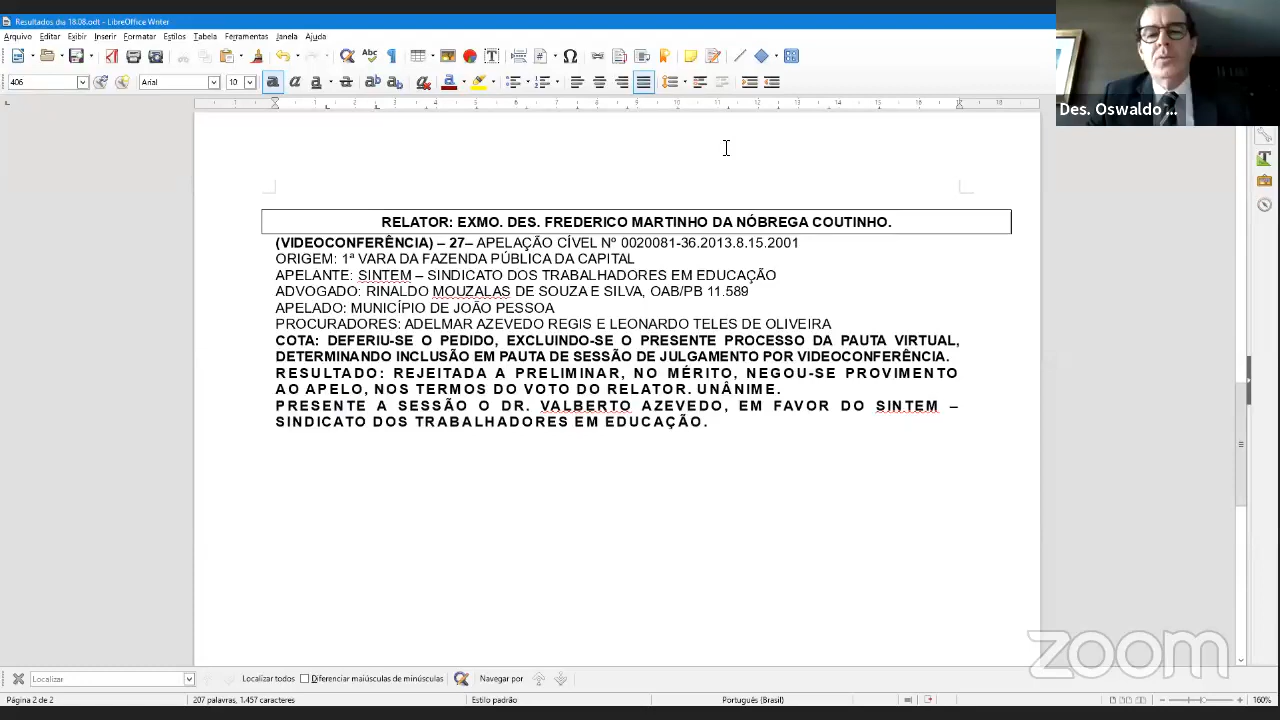 Resultados dia 18.08.odt - LibreOffice Writer
Arquivo Editar Exibir Inserir Formatar Estilos Tabela Ferramentas Janela Ajuda
406 Arial 10
RELATOR: EXMO. DES. FREDERICO MARTINHO DA NÓBREGA COUTINHO.
(VIDEOCONFERÊNCIA) – 27– APELAÇÃO CÍVEL Nº 0020081-36.2013.8.15.2001
ORIGEM: 1ª VARA DA FAZENDA PÚBLICA DA CAPITAL
APELANTE: SINTEM – SINDICATO DOS TRABALHADORES EM EDUCAÇÃO
ADVOGADO: RINALDO MOUZALAS DE SOUZA E SILVA, OAB/PB 11.589
APELADO: MUNICÍPIO DE JOÃO PESSOA
PROCURADORES: ADELMAR AZEVEDO REGIS E LEONARDO TELES DE OLIVEIRA
COTA: DEFERIU-SE O PEDIDO, EXCLUINDO-SE O PRESENTE PROCESSO DA PAUTA VIRTUAL,
DETERMINANDO INCLUSÃO EM PAUTA DE SESSÃO DE JULGAMENTO POR VIDEOCONFERÊNCIA.
RESULTADO: REJEITADA A PRELIMINAR, NO MÉRITO, NEGOU-SE PROVIMENTO
AO APELO, NOS TERMOS DO VOTO DO RELATOR. UNÂNIME.
PRESENTE A SESSÃO O DR. VALBERTO AZEVEDO, EM FAVOR DO SINTEM –
SINDICATO DOS TRABALHADORES EM EDUCAÇÃO.
Des. Oswaldo ...
zoom
Localizar Localizar todos Diferenciar maiúsculas de minúsculas Navegar por
Página 2 de 2 207 palavras, 1.457 caracteres Estilo padrão Português (Brasil) 160%